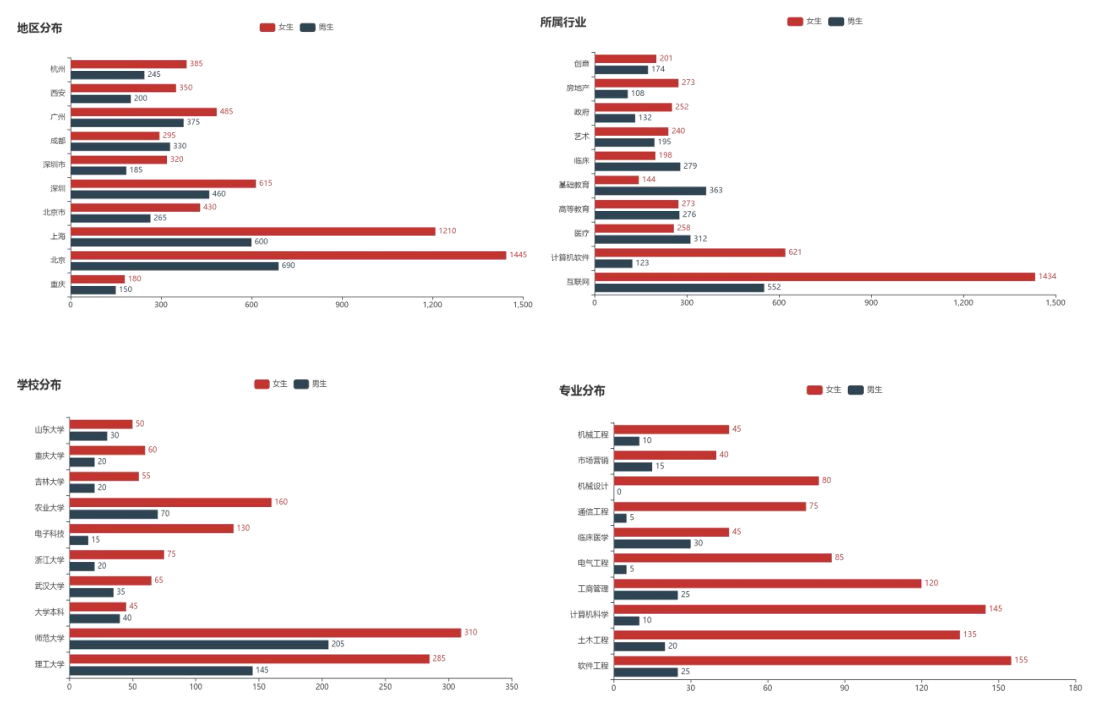 地区分布
女生 男生
杭州 385
245
西安 350
200
广州 485
375
成都 295
330
深圳市 320
185
深圳 615
460
北京市 430
265
上海 1210
600
北京 1445
690
重庆 180
150
0 300 600 900 1,200 1,500
所属行业
女生 男生
创意 201
174
房地产 273
108
政府 252
132
艺术 240
195
临床 198
279
基础教育 144
363
高等教育 273
276
医疗 258
312
计算机软件 621
123
互联网 1434
552
0 300 600 900 1,200 1,500
学校分布
女生 男生
山东大学 50
30
重庆大学 60
20
吉林大学 55
20
农业大学 160
70
电子科技 130
15
浙江大学 75
20
武汉大学 65
35
大学本科 45
40
师范大学 310
205
理工大学 285
145
0 50 100 150 200 250 300 350
专业分布
女生 男生
机械工程 45
10
市场营销 40
15
机械设计 80
0
通信工程 75
5
临床医学 45
30
电气工程 85
5
工商管理 120
25
计算机科学 145
10
土木工程 135
20
软件工程 155
25
0 30 60 90 120 150 180